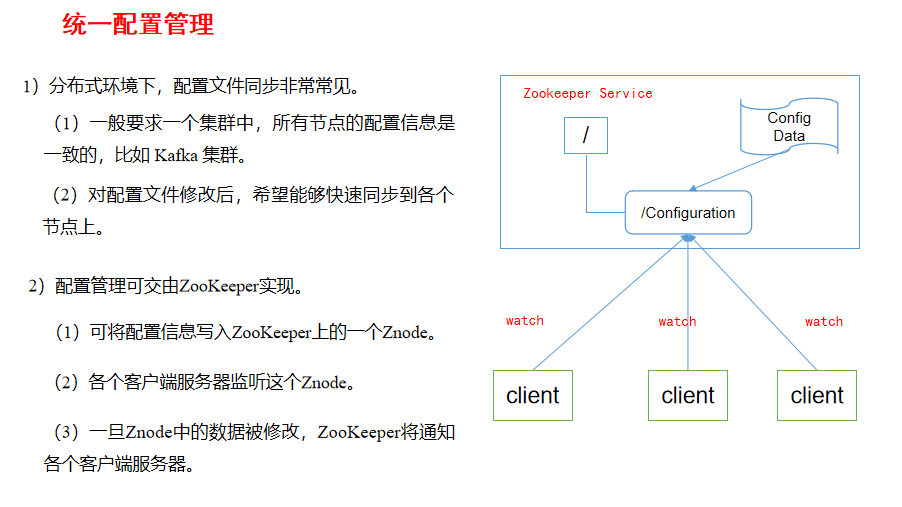 统一配置管理
1）分布式环境下，配置文件同步非常常见。
（1）一般要求一个集群中，所有节点的配置信息是
一致的，比如 Kafka 集群。
（2）对配置文件修改后，希望能够快速同步到各个
节点上。
2）配置管理可交由ZooKeeper实现。
（1）可将配置信息写入ZooKeeper上的一个Znode。
（2）各个客户端服务器监听这个Znode。
（3）一旦Znode中的数据被修改，ZooKeeper将通知
各个客户端服务器。
Zookeeper Service
/
Config
Data
/Configuration
watch
watch
watch
client
client
client